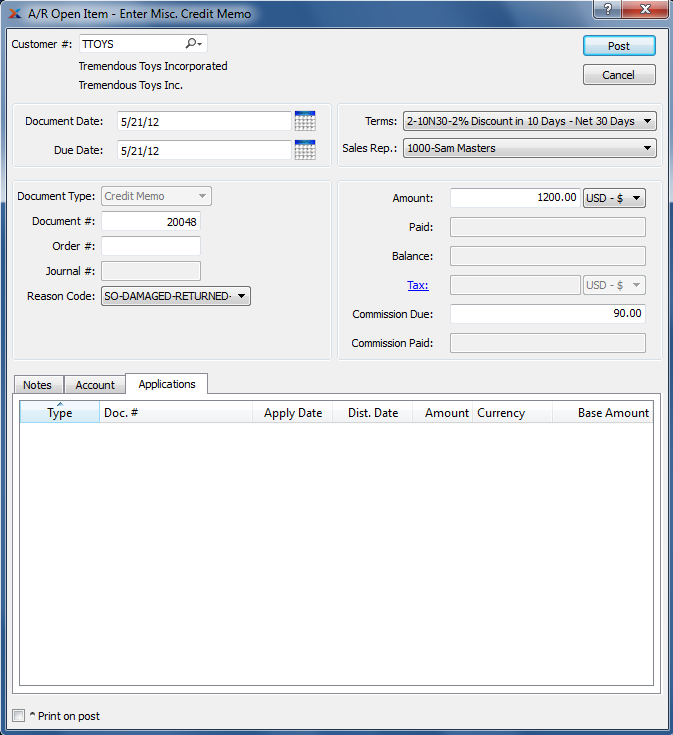 A/R Open Item - Enter Misc. Credit Memo
Customer #: TTOYS
Post
Tremendous Toys Incorporated
Cancel
Tremendous Toys Inc.
Document Date: 5/21/12
Due Date: 5/21/12
Terms: 2-10N30-2% Discount in 10 Days - Net 30 Days
Sales Rep.: 1000-Sam Masters
Document Type: Credit Memo
Document #: 20048
Order #:
Journal #:
Reason Code: SO-DAMAGED-RETURNED-
Amount: 1200.00 USD - $
Paid:
Balance:
Tax: USD - $
Commission Due: 90.00
Commission Paid:
Notes Account Applications
Type Doc. # Apply Date Dist. Date Amount Currency Base Amount
^ Print on post